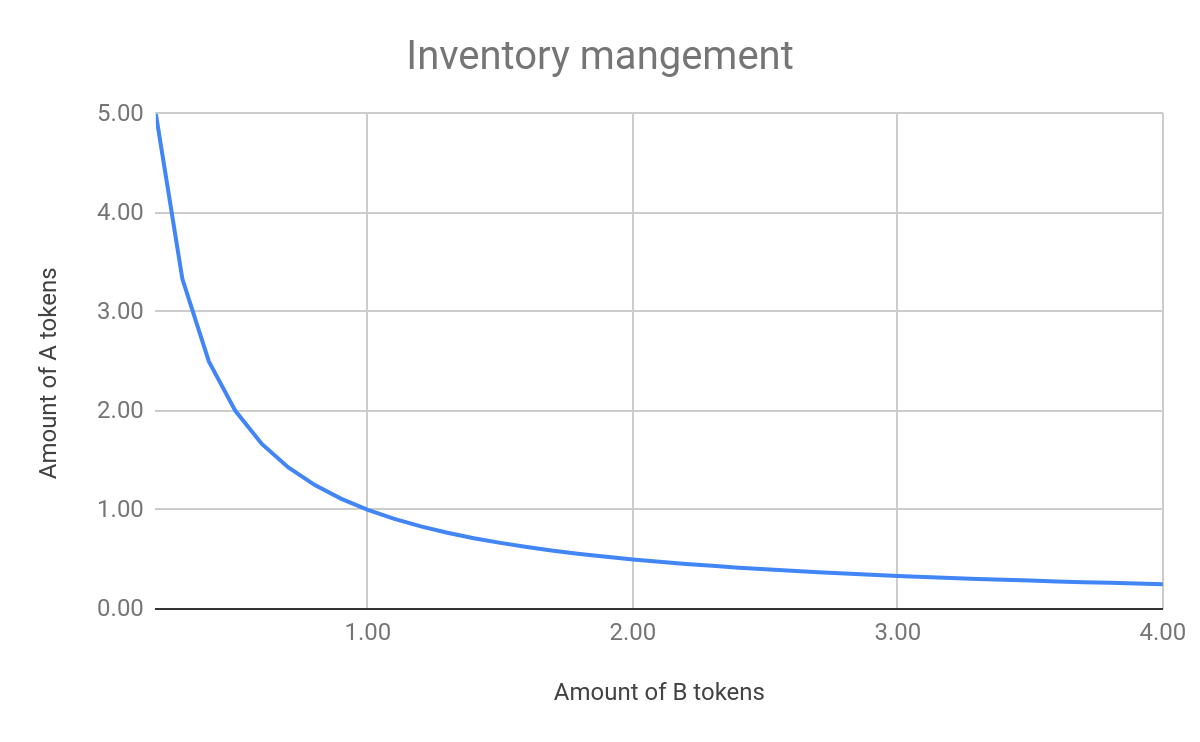 Inventory mangement
5.00
4.00
3.00
2.00
1.00
0.00
Amount of A tokens
1.00 2.00 3.00 4.00
Amount of B tokens